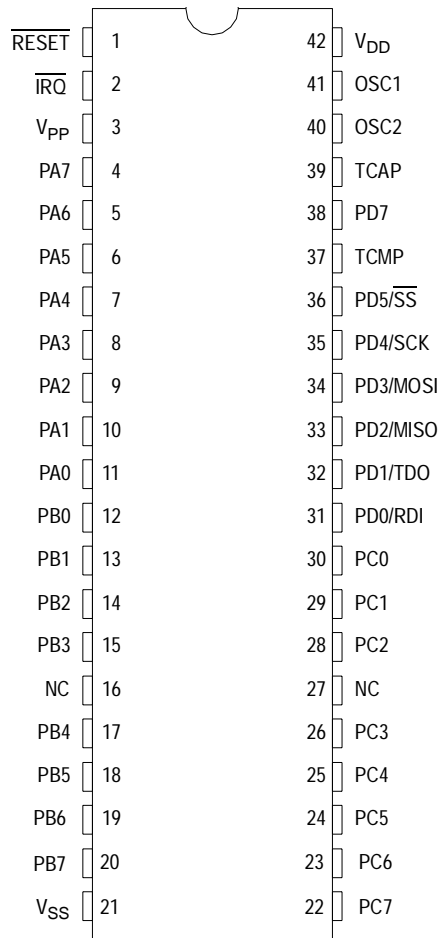 R̅E̅S̅E̅T̅ 1 42 VDD
I̅R̅Q̅ 2 41 OSC1
VPP 3 40 OSC2
PA7 4 39 TCAP
PA6 5 38 PD7
PA5 6 37 TCMP
PA4 7 36 PD5/S̅S̅
PA3 8 35 PD4/SCK
PA2 9 34 PD3/MOSI
PA1 10 33 PD2/MISO
PA0 11 32 PD1/TDO
PB0 12 31 PD0/RDI
PB1 13 30 PC0
PB2 14 29 PC1
PB3 15 28 PC2
NC 16 27 NC
PB4 17 26 PC3
PB5 18 25 PC4
PB6 19 24 PC5
PB7 20 23 PC6
VSS 21 22 PC7